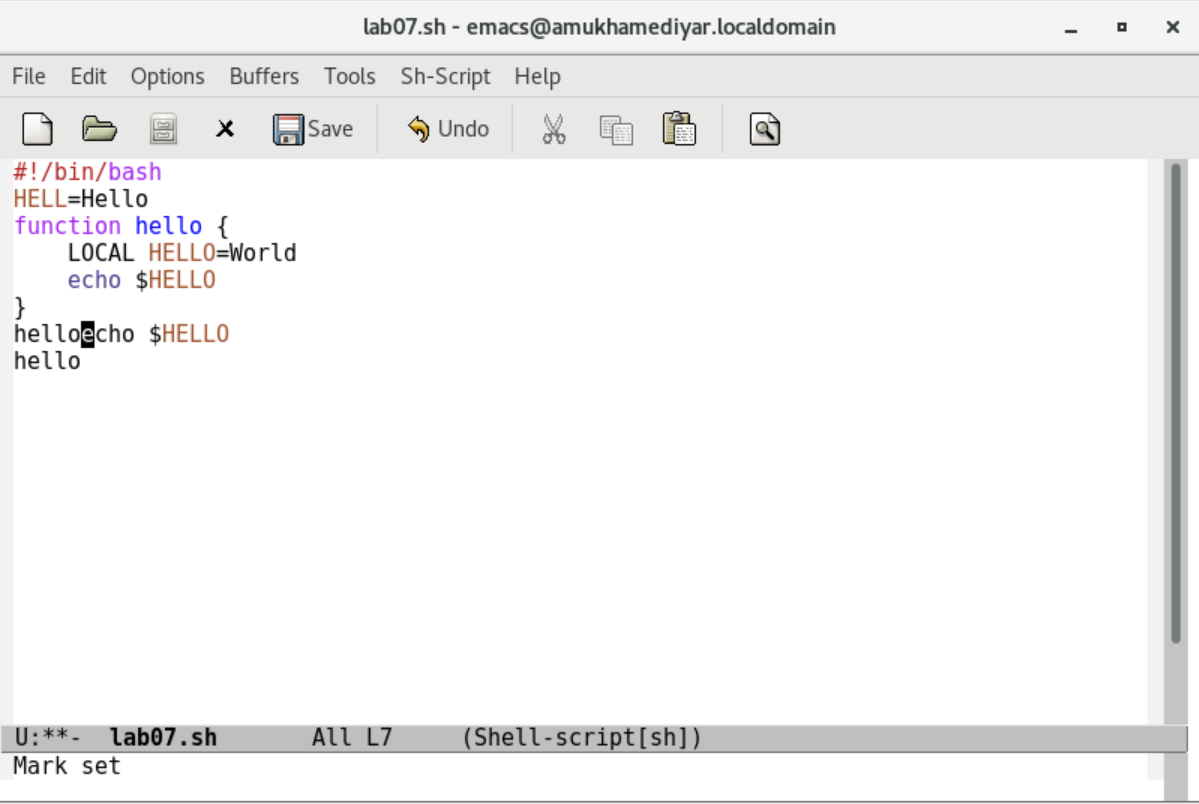 lab07.sh - emacs@amukhamediyar.localdomain
File Edit Options Buffers Tools Sh-Script Help
Save Undo
#!/bin/bash
HELL=Hello
function hello {
    LOCAL HELLO=World
    echo $HELLO
}
helloecho $HELLO
hello
U:**-  lab07.sh       All L7     (Shell-script[sh])
Mark set